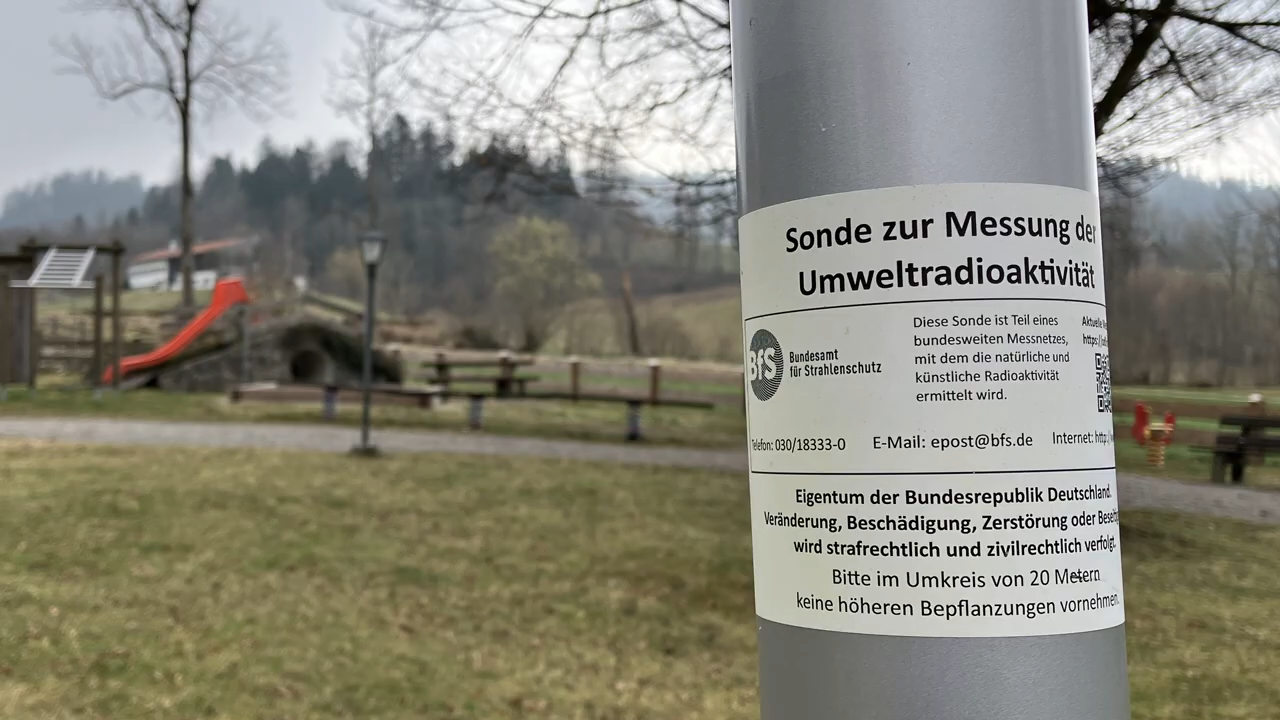 Sonde zur Messung der
Umweltradioaktivität
BfS
Bundesamt
für Strahlenschutz
Diese Sonde ist Teil eines
bundesweiten Messnetzes,
mit dem die natürliche und
künstliche Radioaktivität
ermittelt wird.
Aktuelle
https:/
Telefon: 030/18333-0 E-Mail: epost@bfs.de Internet: http:/
Eigentum der Bundesrepublik Deutschland.
Veränderung, Beschädigung, Zerstörung oder
wird strafrechtlich und zivilrechtlich verfolgt.
Bitte im Umkreis von 20 Metern
keine höheren Bepflanzungen vornehmen.